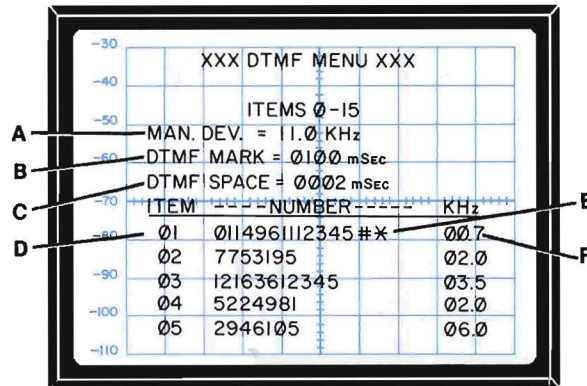 -30
XXX DTMF MENU XXX
-40
ITEMS Ø-15
-50
A MAN. DEV. = 11.Ø KHz
B DTMF MARK = Ø1ØØ mSEC
-60
C DTMF SPACE = ØØØ2 mSEC
-70
ITEM ----NUMBER----- KHz E
D Ø1 Ø114961112345#* ØØ.7 F
-80
Ø2 7753195 Ø2.Ø
-90
Ø3 12163612345 Ø3.5
-100
Ø4 5224981 Ø2.Ø
Ø5 29461Ø5 Ø6.Ø
-110